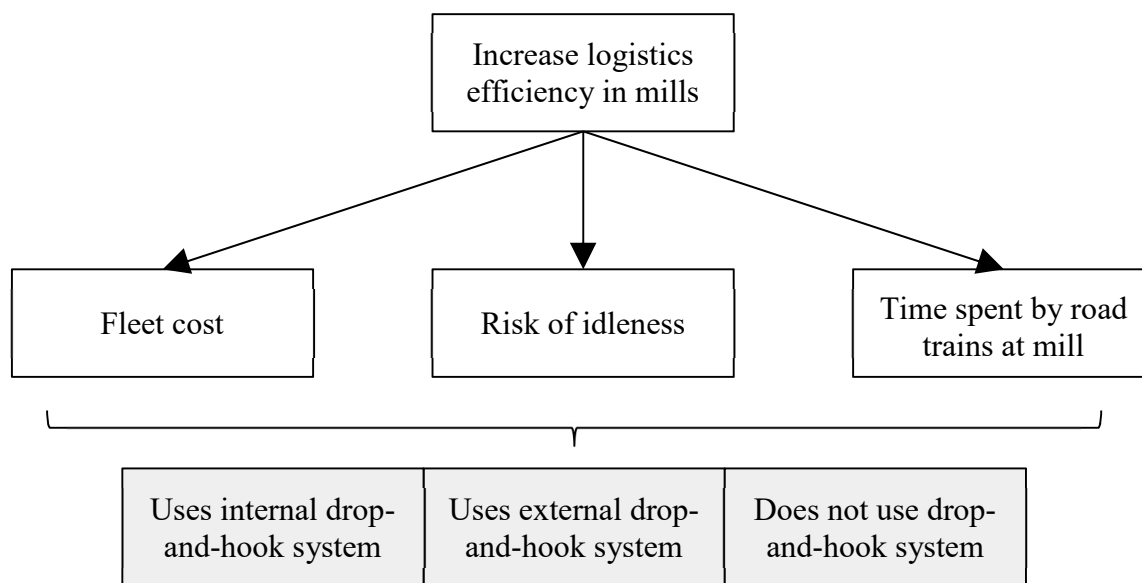 Increase logistics
efficiency in mills
Fleet cost
Risk of idleness
Time spent by road
trains at mill
Uses internal drop-
and-hook system
Uses external drop-
and-hook system
Does not use drop-
and-hook system